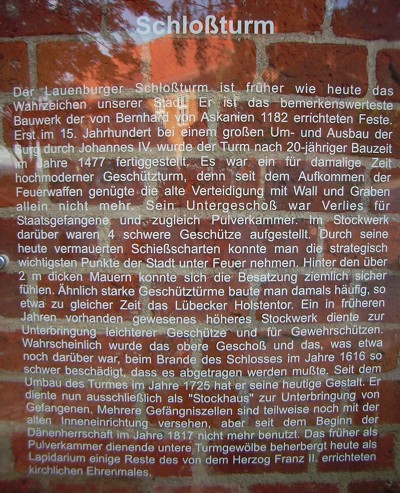 Schloßturm
Der Lauenburger Schloßturm ist früher wie heute das
Wahrzeichen unserer Stadt. Er ist das bemerkenswerteste
Bauwerk der von Bernhard von Askanien 1182 errichteten Feste.
Erst im 15. Jahrhundert bei einem großen Um- und Ausbau der
Burg durch Johannes IV. wurde der Turm nach 20-jähriger Bauzeit
im Jahre 1477 fertiggestellt. Es war ein für damalige Zeit
hochmoderner Geschützturm, denn seit dem Aufkommen der
Feuerwaffen genügte die alte Verteidigung mit Wall und Graben
allein nicht mehr. Sein Untergeschoß war Verlies für
Staatsgefangene und zugleich Pulverkammer. Im Stockwerk
darüber waren 4 schwere Geschütze aufgestellt. Durch seine
heute vermauerten Schießscharten konnte man die strategisch
wichtigsten Punkte der Stadt unter Feuer nehmen. Hinter den über
2 m dicken Mauern konnte sich die Besatzung ziemlich sicher
fühlen. Ähnlich starke Geschütztürme baute man damals häufig, so
etwa zu gleicher Zeit das Lübecker Holstentor. Ein in früheren
Jahren vorhanden gewesenes höheres Stockwerk diente zur
Unterbringung leichterer Geschütze und für Gewehrschützen.
Wahrscheinlich wurde das obere Geschoß und das, was etwa
noch darüber war, beim Brande des Schlosses im Jahre 1616 so
schwer beschädigt, dass es abgetragen werden mußte. Seit dem
Umbau des Turmes im Jahre 1725 hat er seine heutige Gestalt. Er
diente nun ausschließlich als "Stockhaus" zur Unterbringung von
Gefangenen. Mehrere Gefängniszellen sind teilweise noch mit der
alten Inneneinrichtung versehen, aber seit dem Beginn der
Dänenherrschaft im Jahre 1817 nicht mehr benutzt. Das früher als
Pulverkammer dienende untere Turmgewölbe beherbergt heute als
Lapidarium einige Reste des von dem Herzog Franz II. errichteten
kirchlichen Ehrenmales.